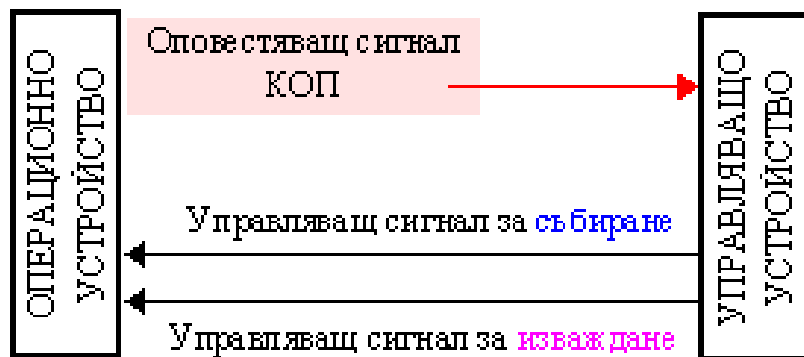 ОПЕРАЦИОННО
УСТРОЙСТВО
Оповестяващ сигнал
КОП
Управляващ сигнал за събиране
Управляващ сигнал за изваждане
УПРАВЛЯВАЩО
УСТРОЙСТВО